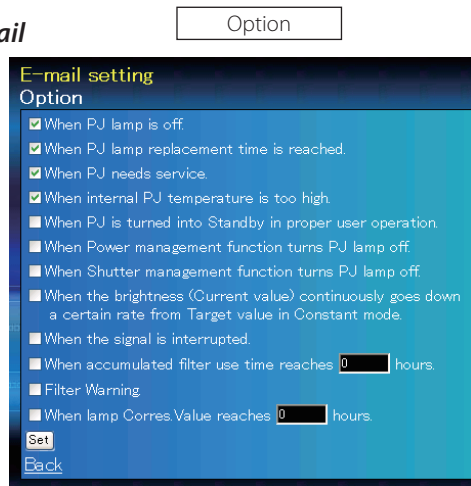 ail
Option
E-mail setting
Option
When PJ lamp is off.
When PJ lamp replacement time is reached.
When PJ needs service.
When internal PJ temperature is too high.
When PJ is turned into Standby in proper user operation.
When Power management function turns PJ lamp off.
When Shutter management function turns PJ lamp off.
When the brightness (Current value) continuously goes down
a certain rate from Target value in Constant mode.
When the signal is interrupted.
When accumulated filter use time reaches 0 hours.
Filter Warning.
When lamp Corres.Value reaches 0 hours.
Set
Back